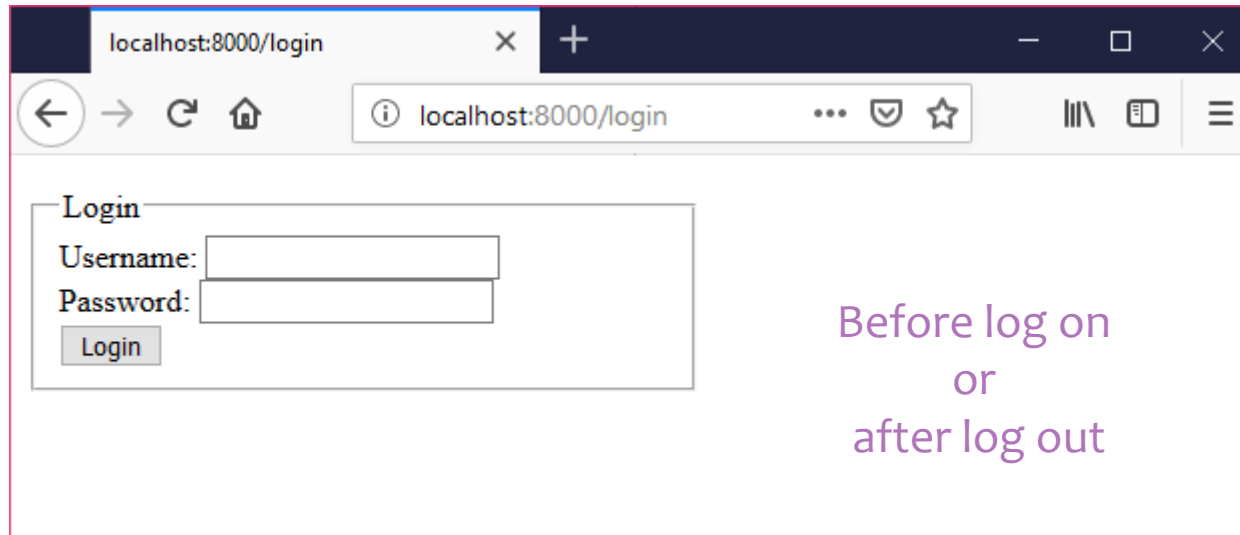 localhost:8000/login
localhost:8000/login
Login
Username:
Password:
Login
Before log on
or
after log out